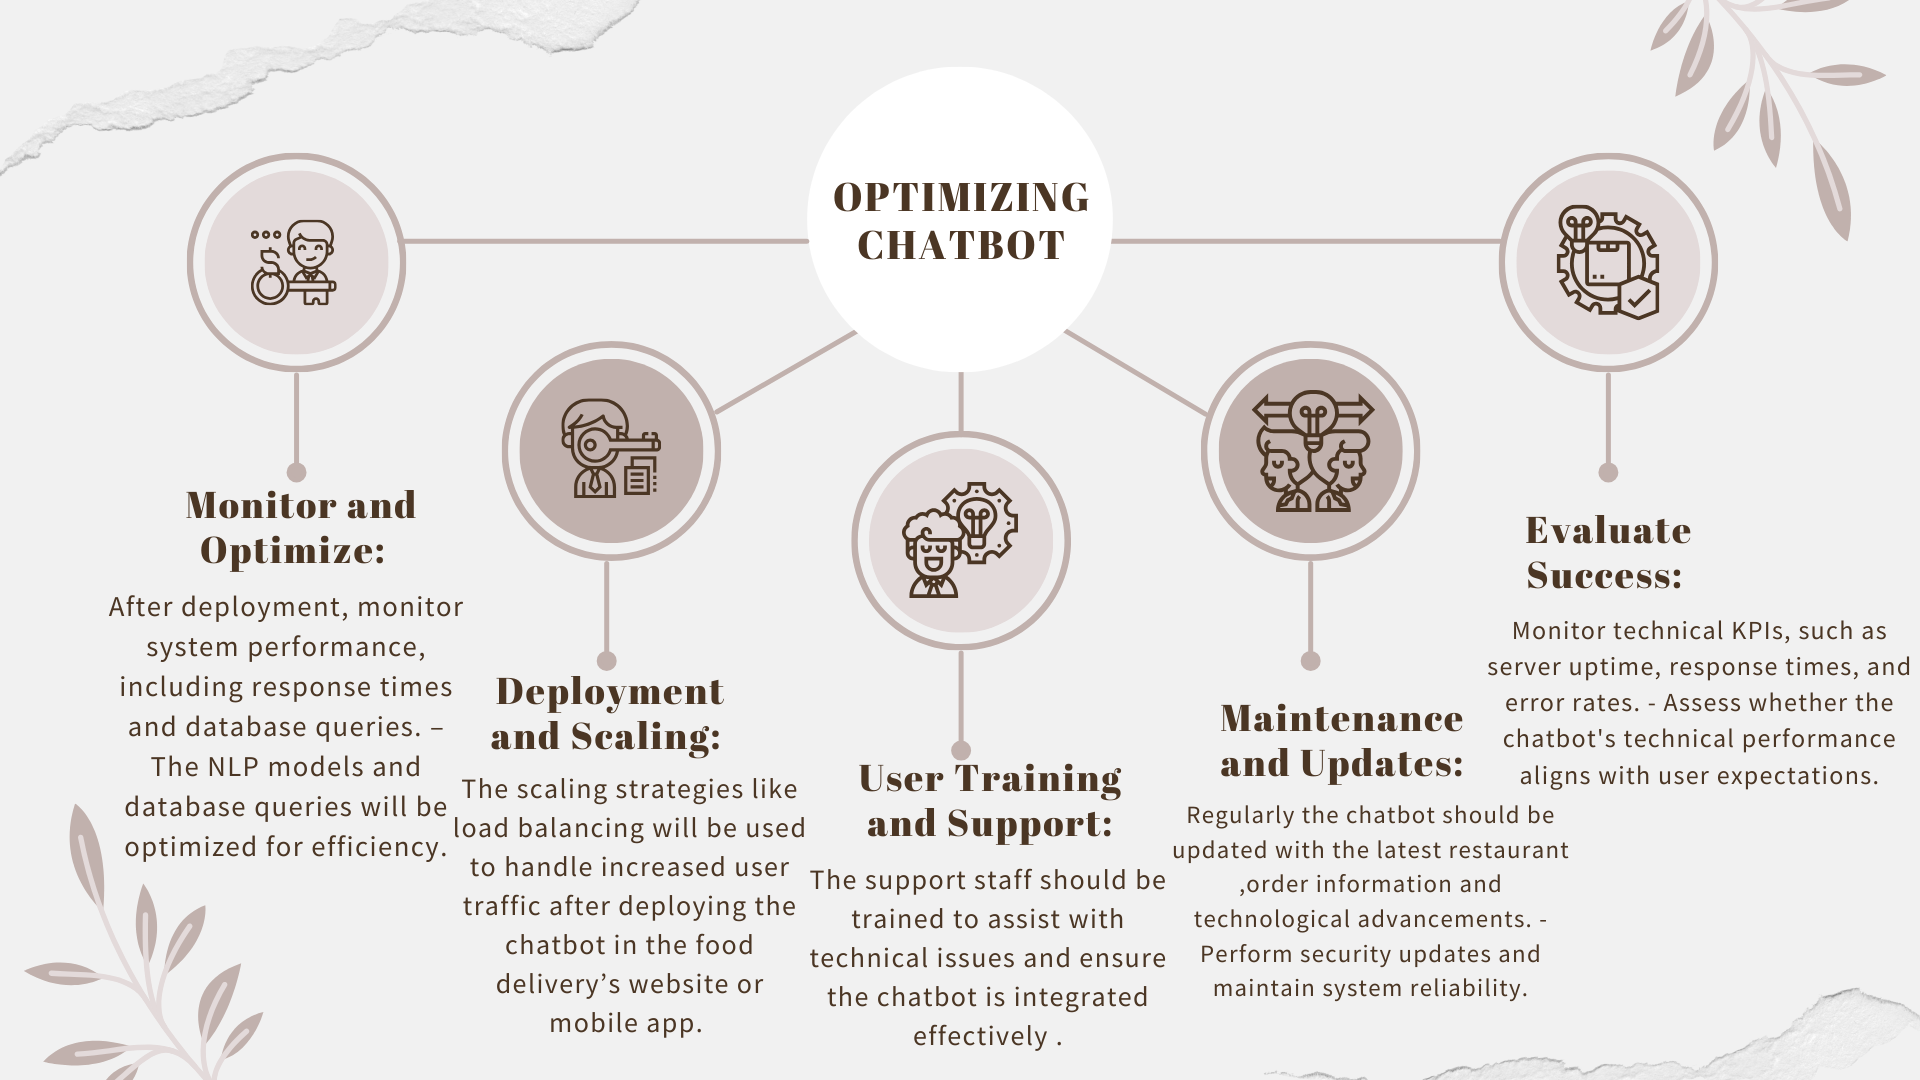 OPTIMIZING
CHATBOT
Monitor and
Optimize:
After deployment, monitor
system performance,
including response times
and database queries. –
The NLP models and
database queries will be
optimized for efficiency.
Deployment
and Scaling:
The scaling strategies like
load balancing will be used
to handle increased user
traffic after deploying the
chatbot in the food
delivery’s website or
mobile app.
User Training
and Support:
The support staff should be
trained to assist with
technical issues and ensure
the chatbot is integrated
effectively .
Maintenance
and Updates:
Regularly the chatbot should be
updated with the latest restaurant
,order information and
technological advancements. -
Perform security updates and
maintain system reliability.
Evaluate
Success:
Monitor technical KPIs, such as
server uptime, response times, and
error rates. - Assess whether the
chatbot's technical performance
aligns with user expectations.